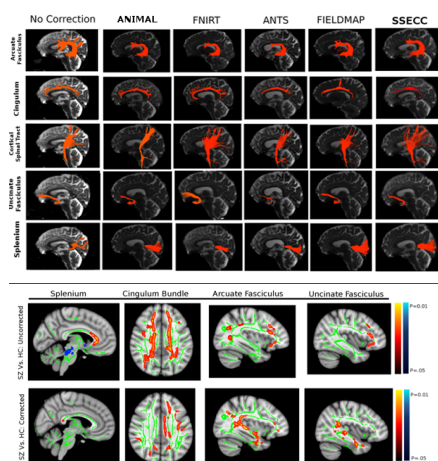 No Correction ANIMAL FNIRT ANTS FIELDMAP SSECC
Arcuate
Fasciculus
Cingulum
Cortical
Spinal Tract
Uncinate
Fasciculus
Splenium
Splenium Cingulum Bundle Arcuate Fasciculus Uncinate Fasciculus
SZ Vs. HC: Uncorrected
P=0.01
P=.05
SZ Vs. HC: Corrected
P=0.01
P=.05